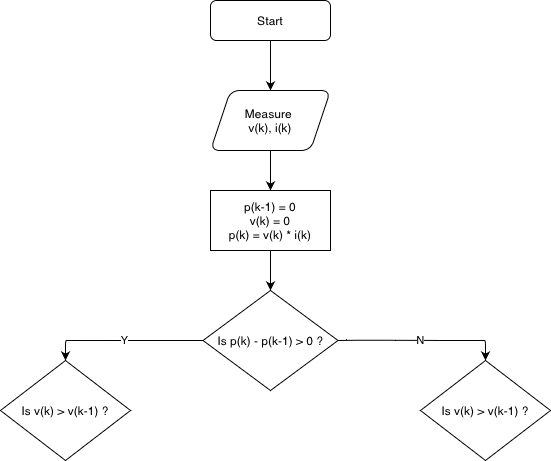 Start
Measure
v(k), i(k)
p(k-1) = 0
v(k) = 0
p(k) = v(k) * i(k)
Is p(k) - p(k-1) > 0 ?
Y
N
Is v(k) > v(k-1) ?
Is v(k) > v(k-1) ?